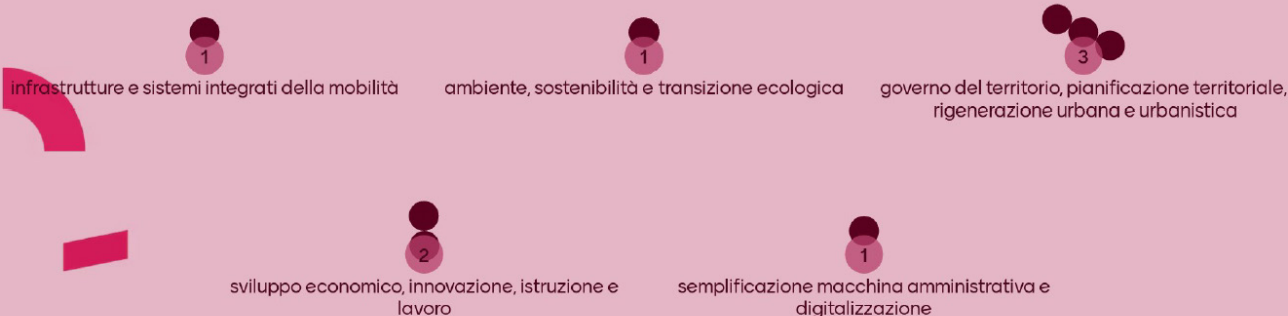 1
infrastrutture e sistemi integrati della mobilità
1
ambiente, sostenibilità e transizione ecologica
3
governo del territorio, pianificazione territoriale,
rigenerazione urbana e urbanistica
2
sviluppo economico, innovazione, istruzione e
lavoro
1
semplificazione macchina amministrativa e
digitalizzazione